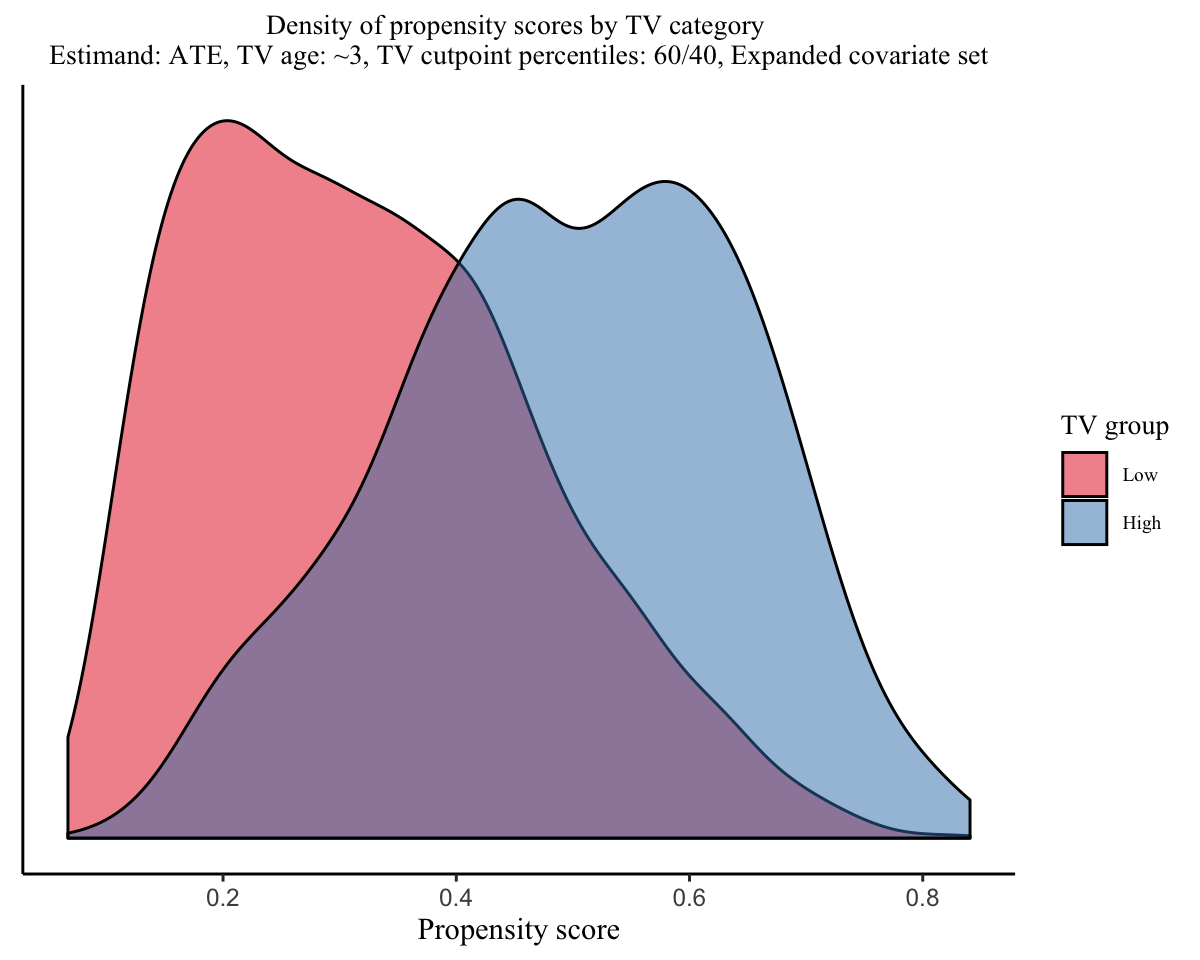 Density of propensity scores by TV category
Estimand: ATE, TV age: ~3, TV cutpoint percentiles: 60/40, Expanded covariate set
TV group
Low
High
0.2
0.4
0.6
0.8
Propensity score